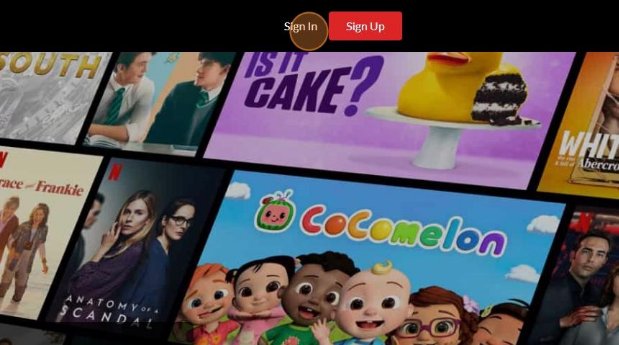 Sign In
Sign Up
SOUTH
IS IT
CAKE?
WHIT
Abercro
race and Frankie
N
ANATOMY OF A
SCANDAL
CoComelon